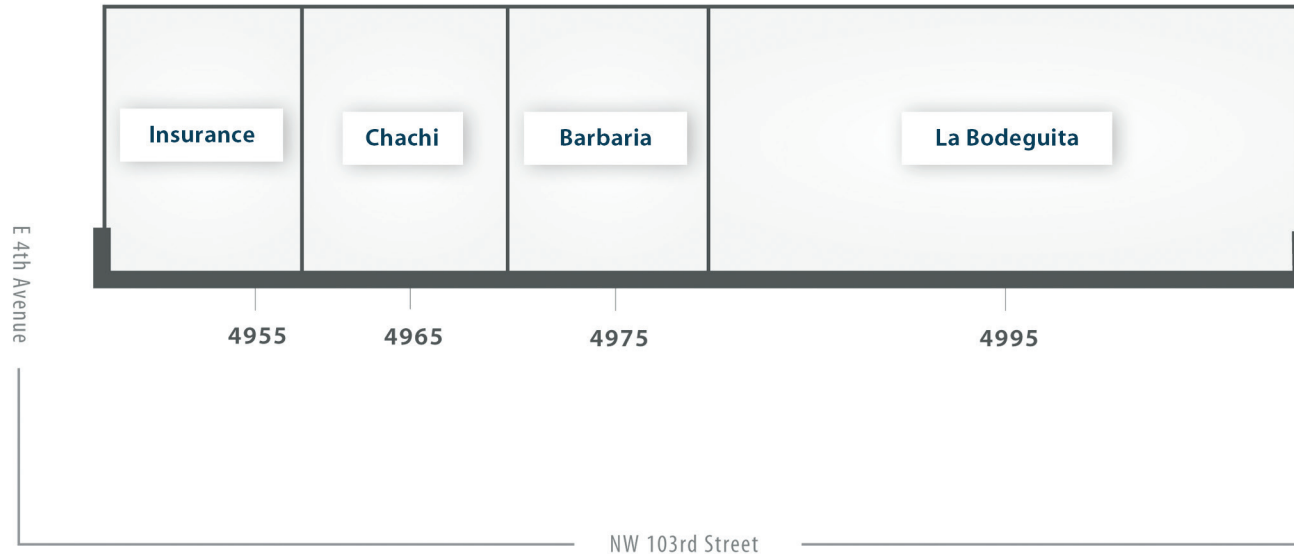 Insurance
Chachi
Barbaria
La Bodeguita
E 4th Avenue
4955
4965
4975
4995
NW 103rd Street